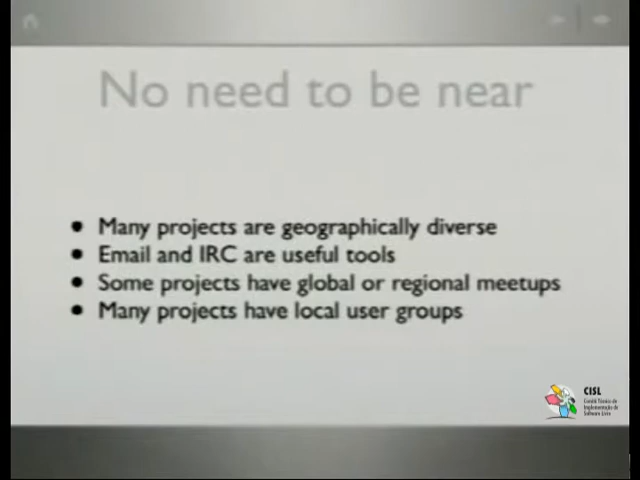 No need to be near
• Many projects are geographically diverse
• Email and IRC are useful tools
• Some projects have global or regional meetups
• Many projects have local user groups
CISL
Comitê Técnico de
Implementação de
Software Livre